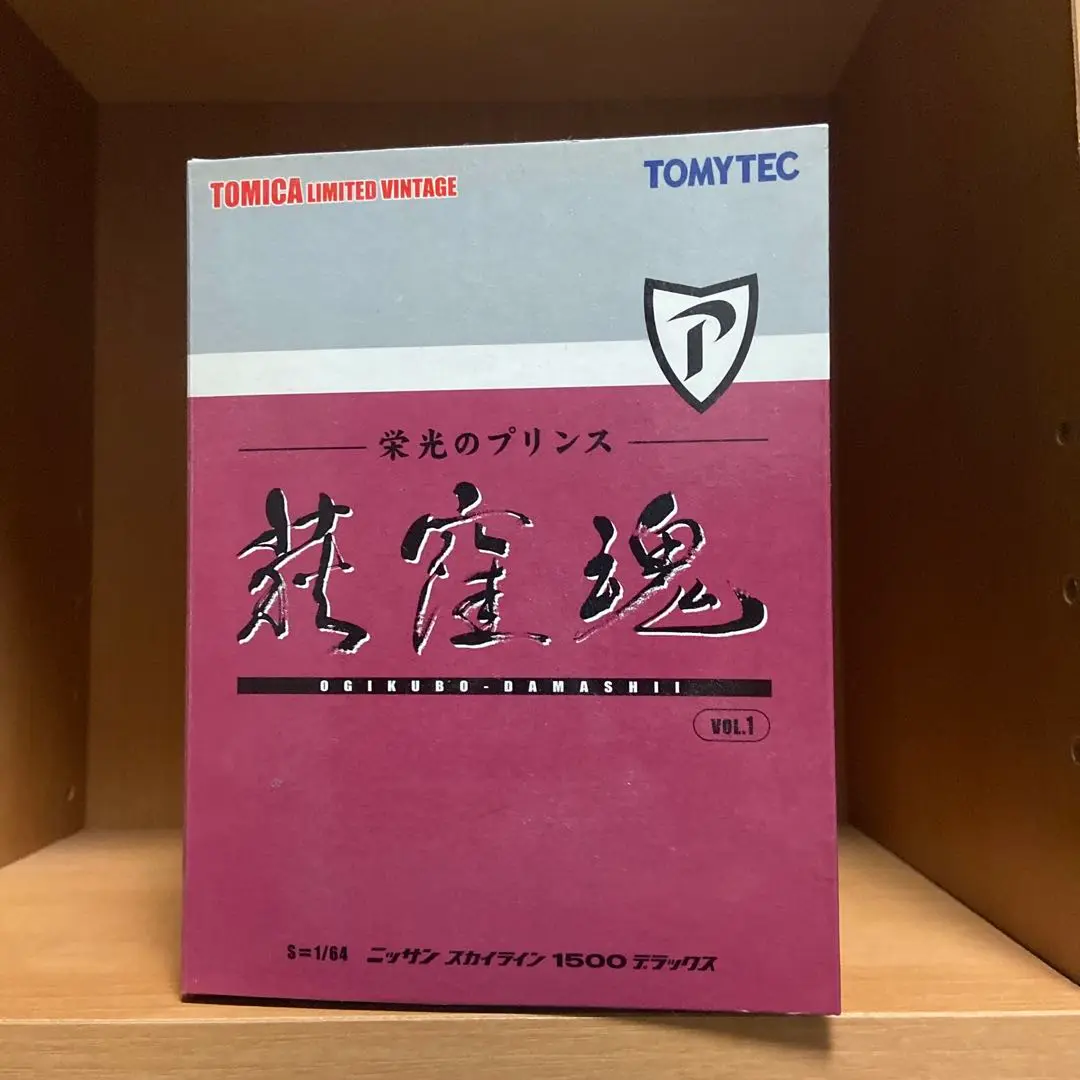 TOMICA LIMITED VINTAGE
TOMYTEC
P
栄光のプリンス
荻窪魂
OGIKUBO-DAMASHII
VOL.1
S=1/64 ニッサン スカイライン 1500 デラックス